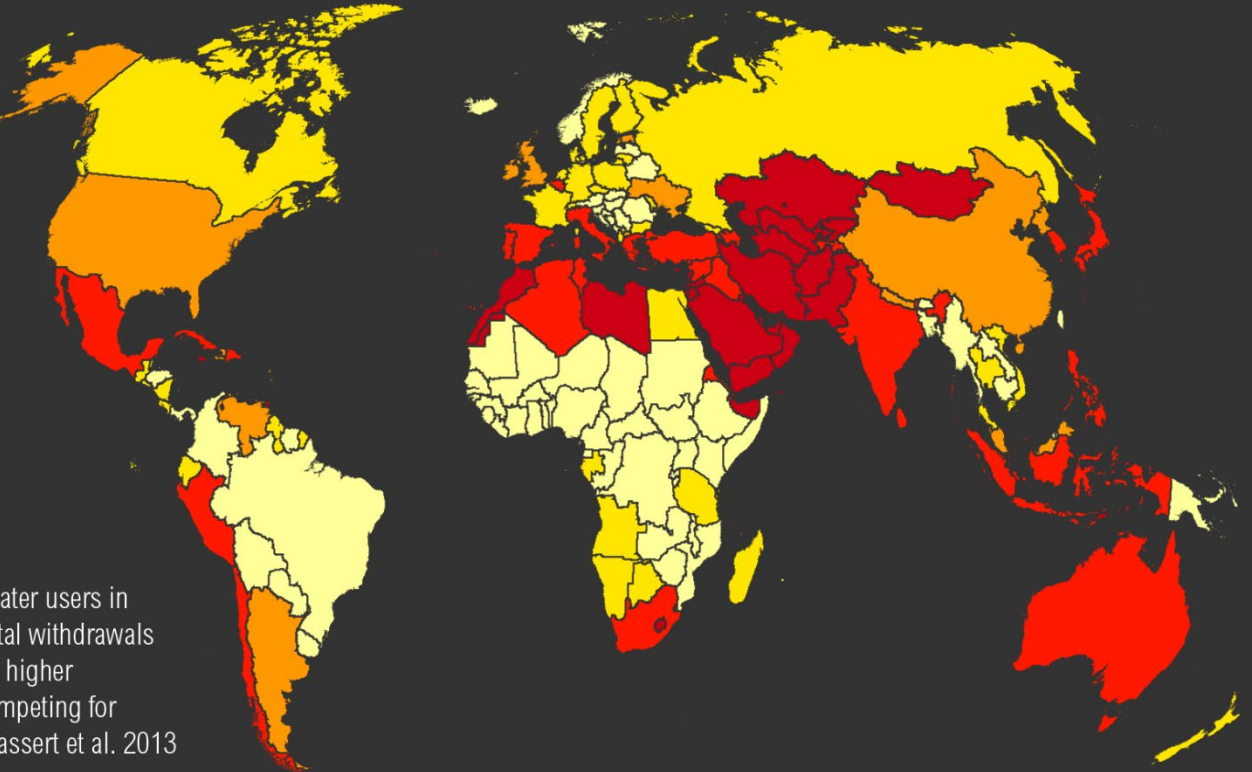 ater users in
tal withdrawals
higher
mpeting for
assert et al. 2013